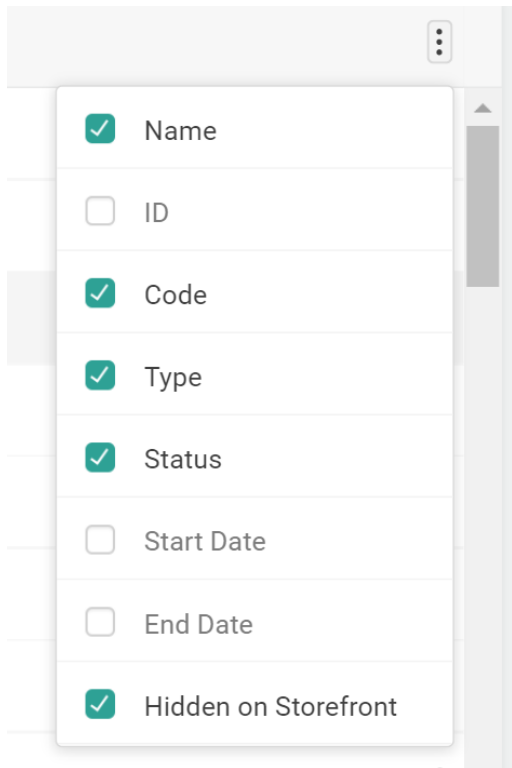 Name
ID
Code
Type
Status
Start Date
End Date
Hidden on Storefront